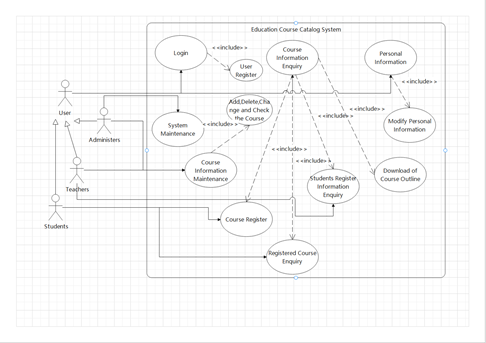 Education Course Catalog System
Login
<<include>>
User
Register
Course
Information
Enquiry
Personal
Information
<<include>>
User
Administers
Add,Delete,Cha
nge and Check
the Course
<<include>>
<<include>>
System
Maintenance
Modify Personal
Information
<<include>>
<<include>>
Course
Information
Maintenance
Teachers
Students Register
Information
Enquiry
Download of
Course Outline
Students
Course Register
Registered Course
Enquiry